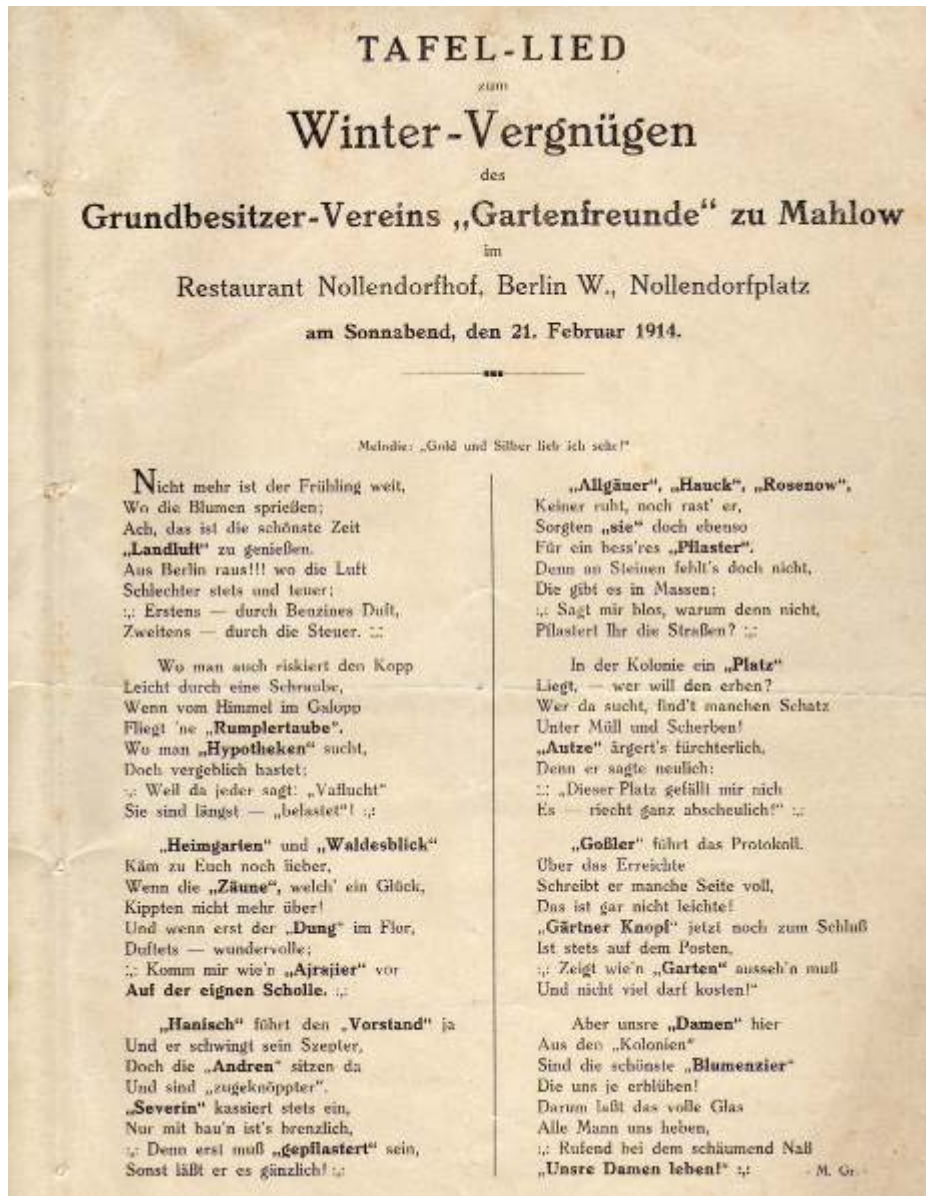 TAFEL-LIED
zum
Winter-Vergnügen
des
Grundbesitzer-Vereins „Gartenfreunde“ zu Mahlow
im
Restaurant Nollendorfhof, Berlin W., Nollendorfplatz
am Sonnabend, den 21. Februar 1914.
Melodie: „Gold und Silber lieb ich sehr!“
Nicht mehr ist der Frühling weit,
Wo die Blumen sprießen;
Ach, das ist die schönste Zeit
„Landluft“ zu genießen.
Aus Berlin raus!!! wo die Luft
Schlechter stets und teuer;
:,: Erstens — durch Benzines Duft,
Zweitens — durch die Steuer. :,:
Wo man auch riskiert den Kopp
Leicht durch eine Schraube,
Wenn vom Himmel im Galopp
Fliegt 'ne „Rumplertaube“.
Wo man „Hypotheken“ sucht,
Doch vergeblich hastet;
:,: Weil da jeder sagt: „Vaflucht“
Sie sind längst — „belastet“! :,:
„Heimgarten“ und „Waldesblick“
Käm zu Euch noch lieber,
Wenn die „Zäune“, welch' ein Glück,
Kippten nicht mehr über!
Und wenn erst der „Dung“ im Flor,
Duftets — wundervolle;
:,: Komm mir wie'n „Ajrajier“ vor
Auf der eignen Scholle. :,:
„Hanisch“ führt den „Vorstand“ ja
Und er schwingt sein Szepter,
Doch die „Andren“ sitzen da
Und sind „zugeknöppter“.
„Severin“ kassiert stets ein,
Nur mit bau'n ist's brenzlich,
:,: Denn erst muß „gepflastert“ sein,
Sonst läßt er es gänzlich! :,:
„Allgäuer“, „Hauck“, „Rosenow“,
Keiner ruht, noch rast' er,
Sorgten „sie“ doch ebenso
Für ein bess'res „Pflaster“.
Denn an Steinen fehlt's doch nicht,
Die gibt es in Massen;
:,: Sagt mir blos, warum denn nicht,
Pflastert Ihr die Straßen? :,:
In der Kolonie ein „Platz“
Liegt, — wer will den erben?
Wer da sucht, find't manchen Schatz
Unter Müll und Scherben!
„Autze“ ärgert's fürchterlich,
Denn er sagte neulich:
:,: „Dieser Platz gefällt mir nich
Es — riecht ganz abscheulich!“ :,:
„Goßler“ führt das Protokoll.
Über das Erreichte
Schreibt er manche Seite voll,
Das ist gar nicht leichte!
„Gärtner Knopf“ jetzt noch zum Schluß
Ist stets auf dem Posten,
:,: Zeigt wie'n „Garten“ausseh'n muß
Und nicht viel darf kosten!“
Aber unsre „Damen“ hier
Aus den „Kolonien“
Sind die schönste „Blumenzier“
Die uns je erblühen!
Darum laßt das volle Glas
Alle Mann uns heben,
:,: Rufend bei dem schäumend Naß
„Unsre Damen leben!“ :,: - M. Gr. -